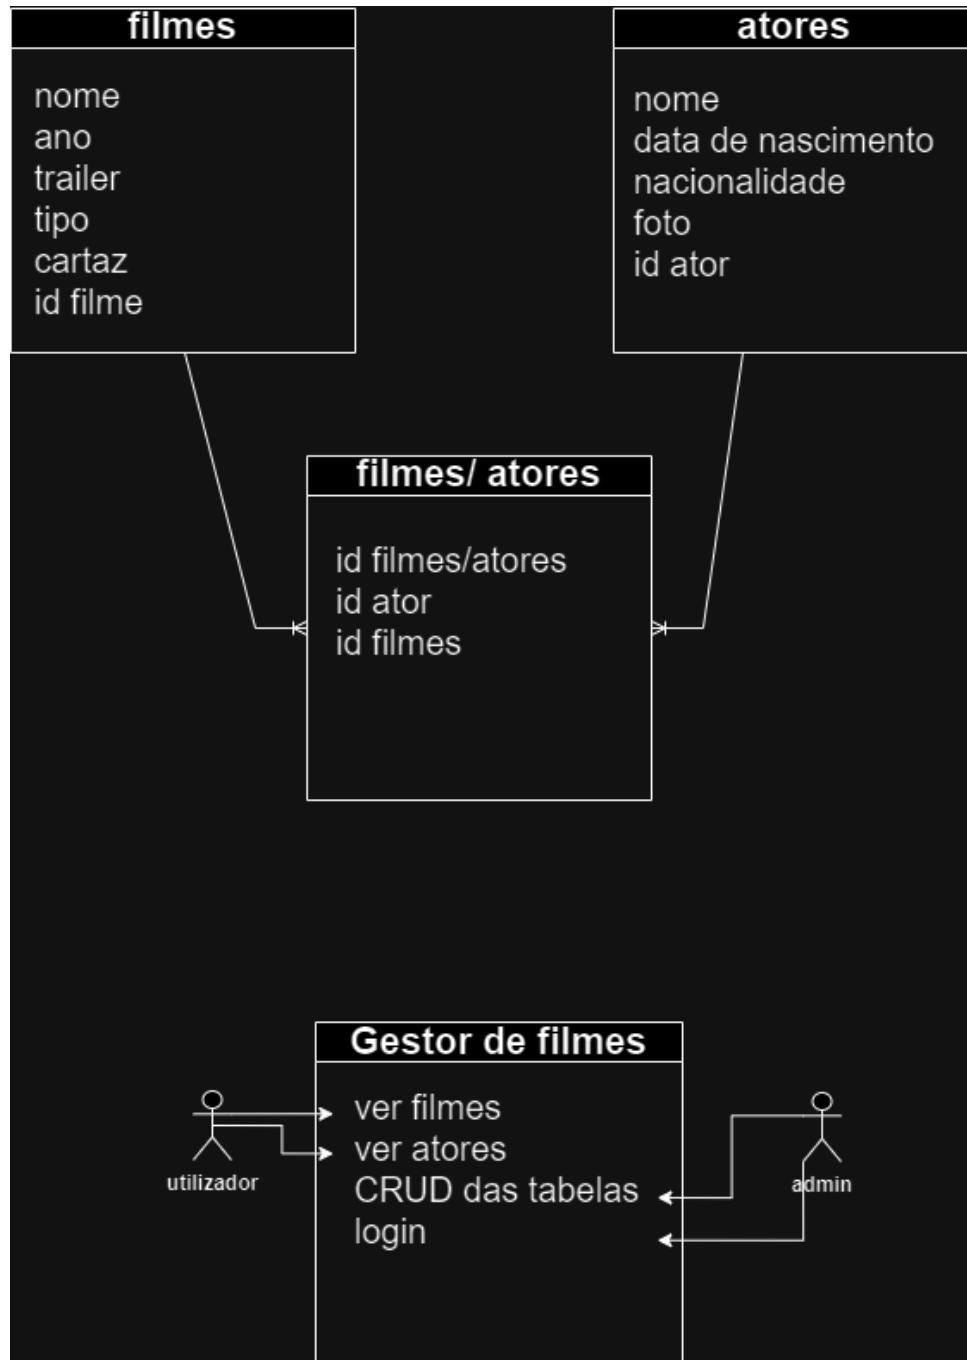 filmes
nome
ano
trailer
tipo
cartaz
id filme
atores
nome
data de nascimento
nacionalidade
foto
id ator
filmes/ atores
id filmes/atores
id ator
id filmes
Gestor de filmes
ver filmes
ver atores
CRUD das tabelas
login
utilizador
admin